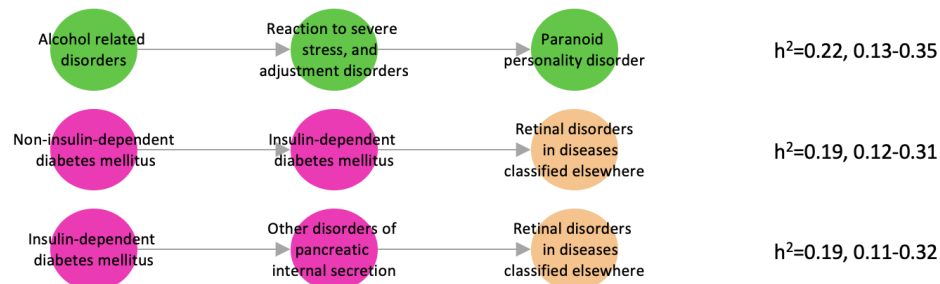 Alcohol related
disorders
Reaction to severe
stress, and
adjustment disorders
Paranoid
personality disorder
h²=0.22, 0.13-0.35
Non-insulin-dependent
diabetes mellitus
Insulin-dependent
diabetes mellitus
Retinal disorders
in diseases
classified elsewhere
h²=0.19, 0.12-0.31
Insulin-dependent
diabetes mellitus
Other disorders of
pancreatic
internal secretion
Retinal disorders
in diseases
classified elsewhere
h²=0.19, 0.11-0.32